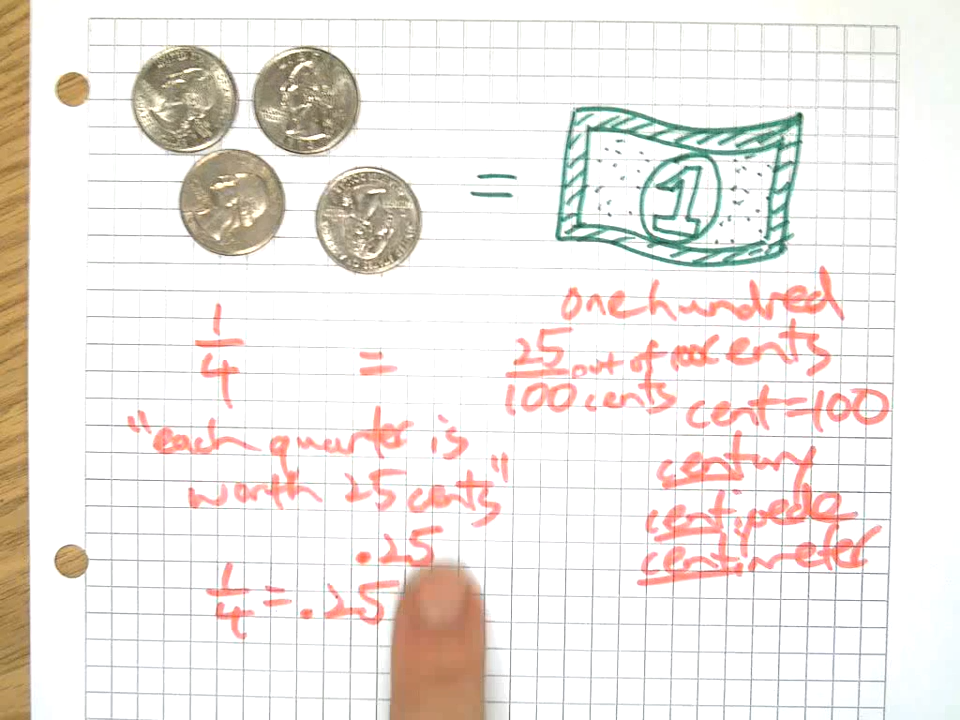 =
1
one hundred
1/4 = 25/100 out of 100 cents
cents
cent=100
"each quarter is
worth 25 cents"
century
centipede
centimeter
.25
1/4 = .25